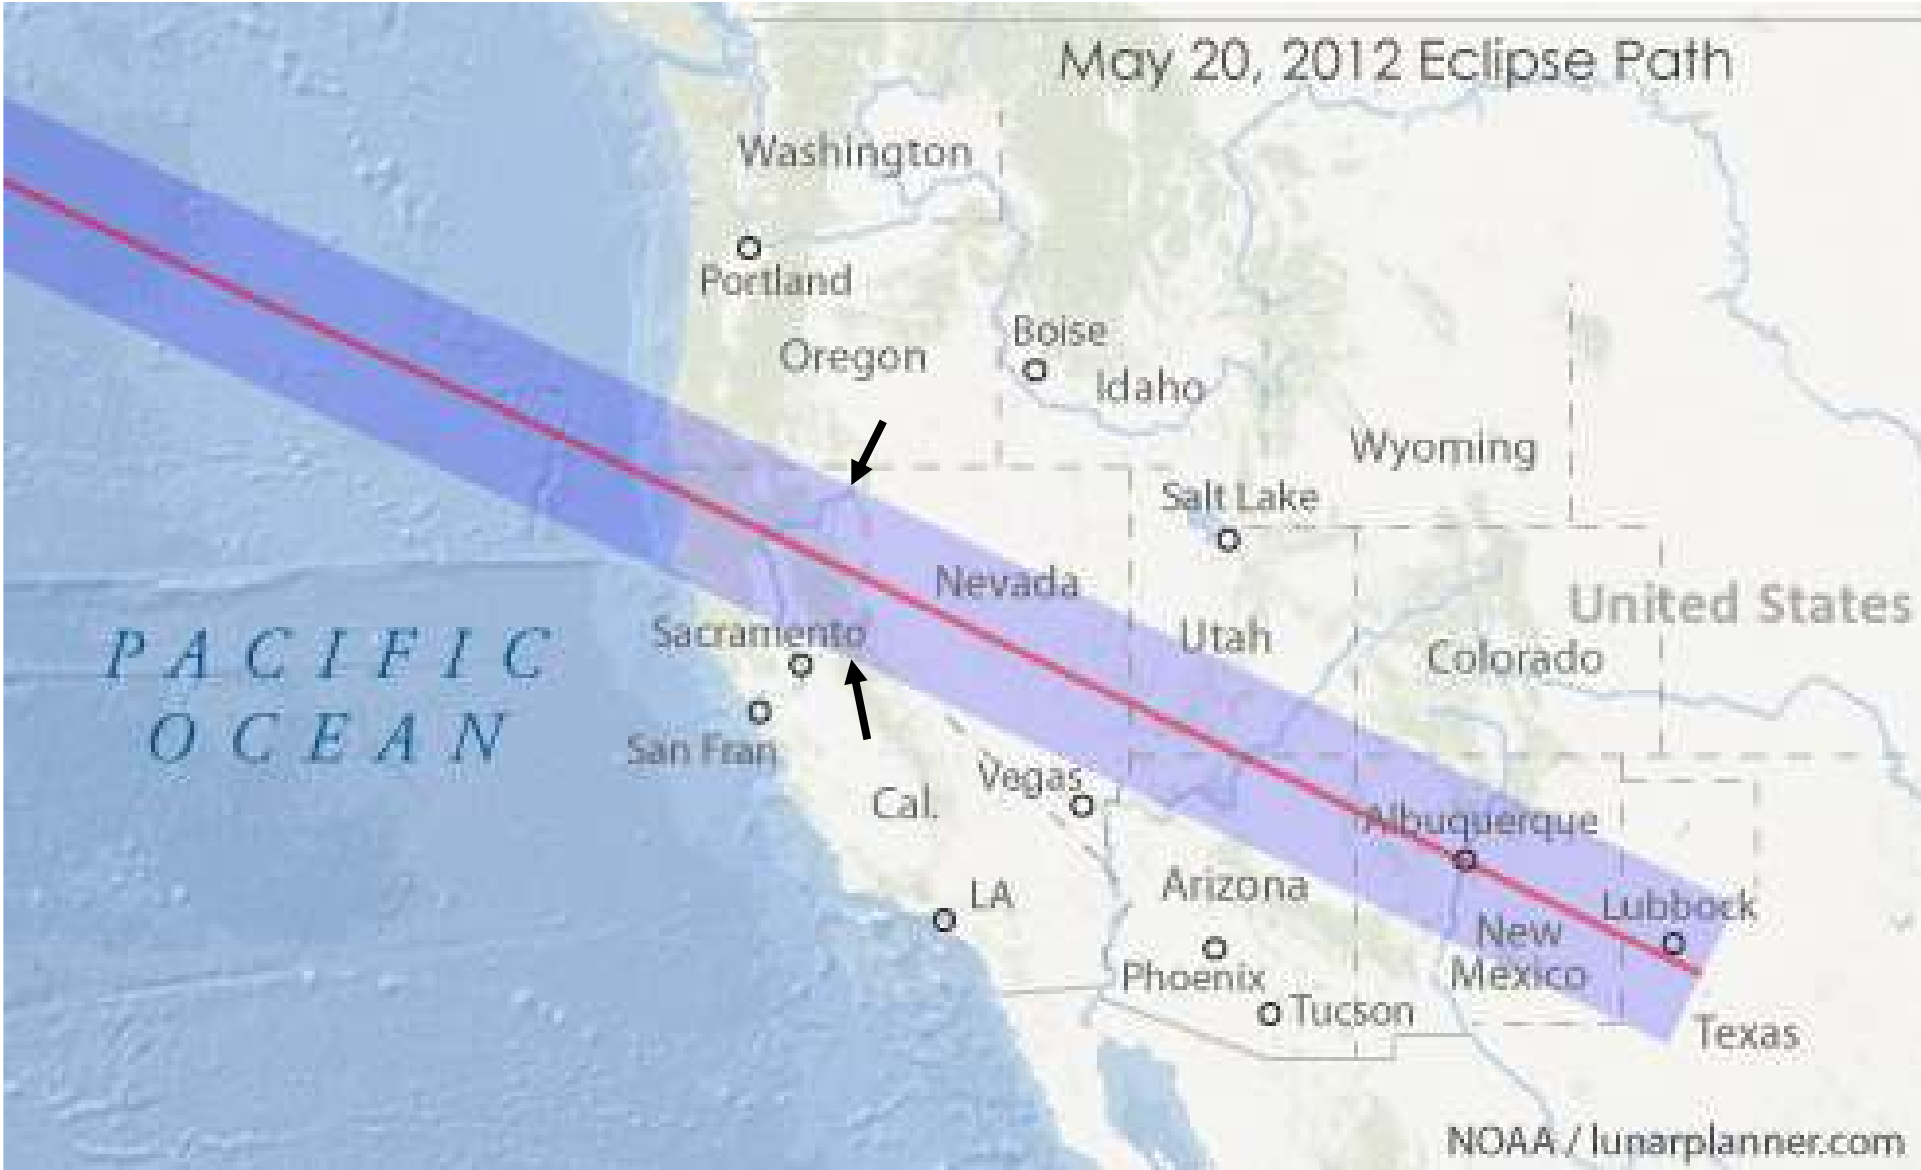 May 20, 2012 Eclipse Path
Washington
Portland
Boise
Oregon
Idaho
Wyoming
Salt Lake
Nevada
United States
Sacramento
Utah
Colorado
PACIFIC
OCEAN
San Fran
Vegas
Cal.
Albuquerque
LA
Arizona
Lubbock
New
Mexico
Phoenix
Tucson
Texas
NOAA / lunarplanner.com